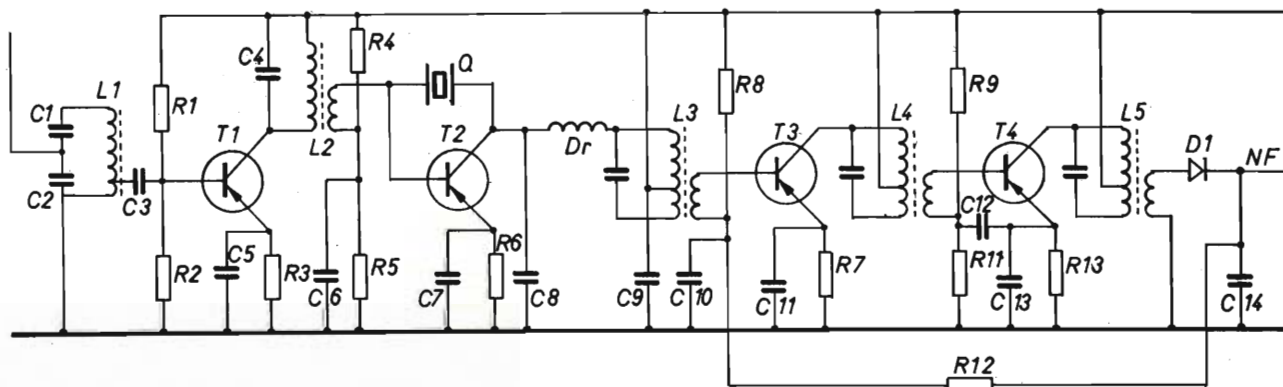 C1
C2
L1
C3
R1
R2
T1
C4
C5
R3
L2
R4
C6
R5
Q
T2
C7
R6
C8
Dr
L3
C9
R8
C10
T3
C11
R7
L4
R9
C12
R11
T4
C13
R13
L5
D1
NF
C14
R12